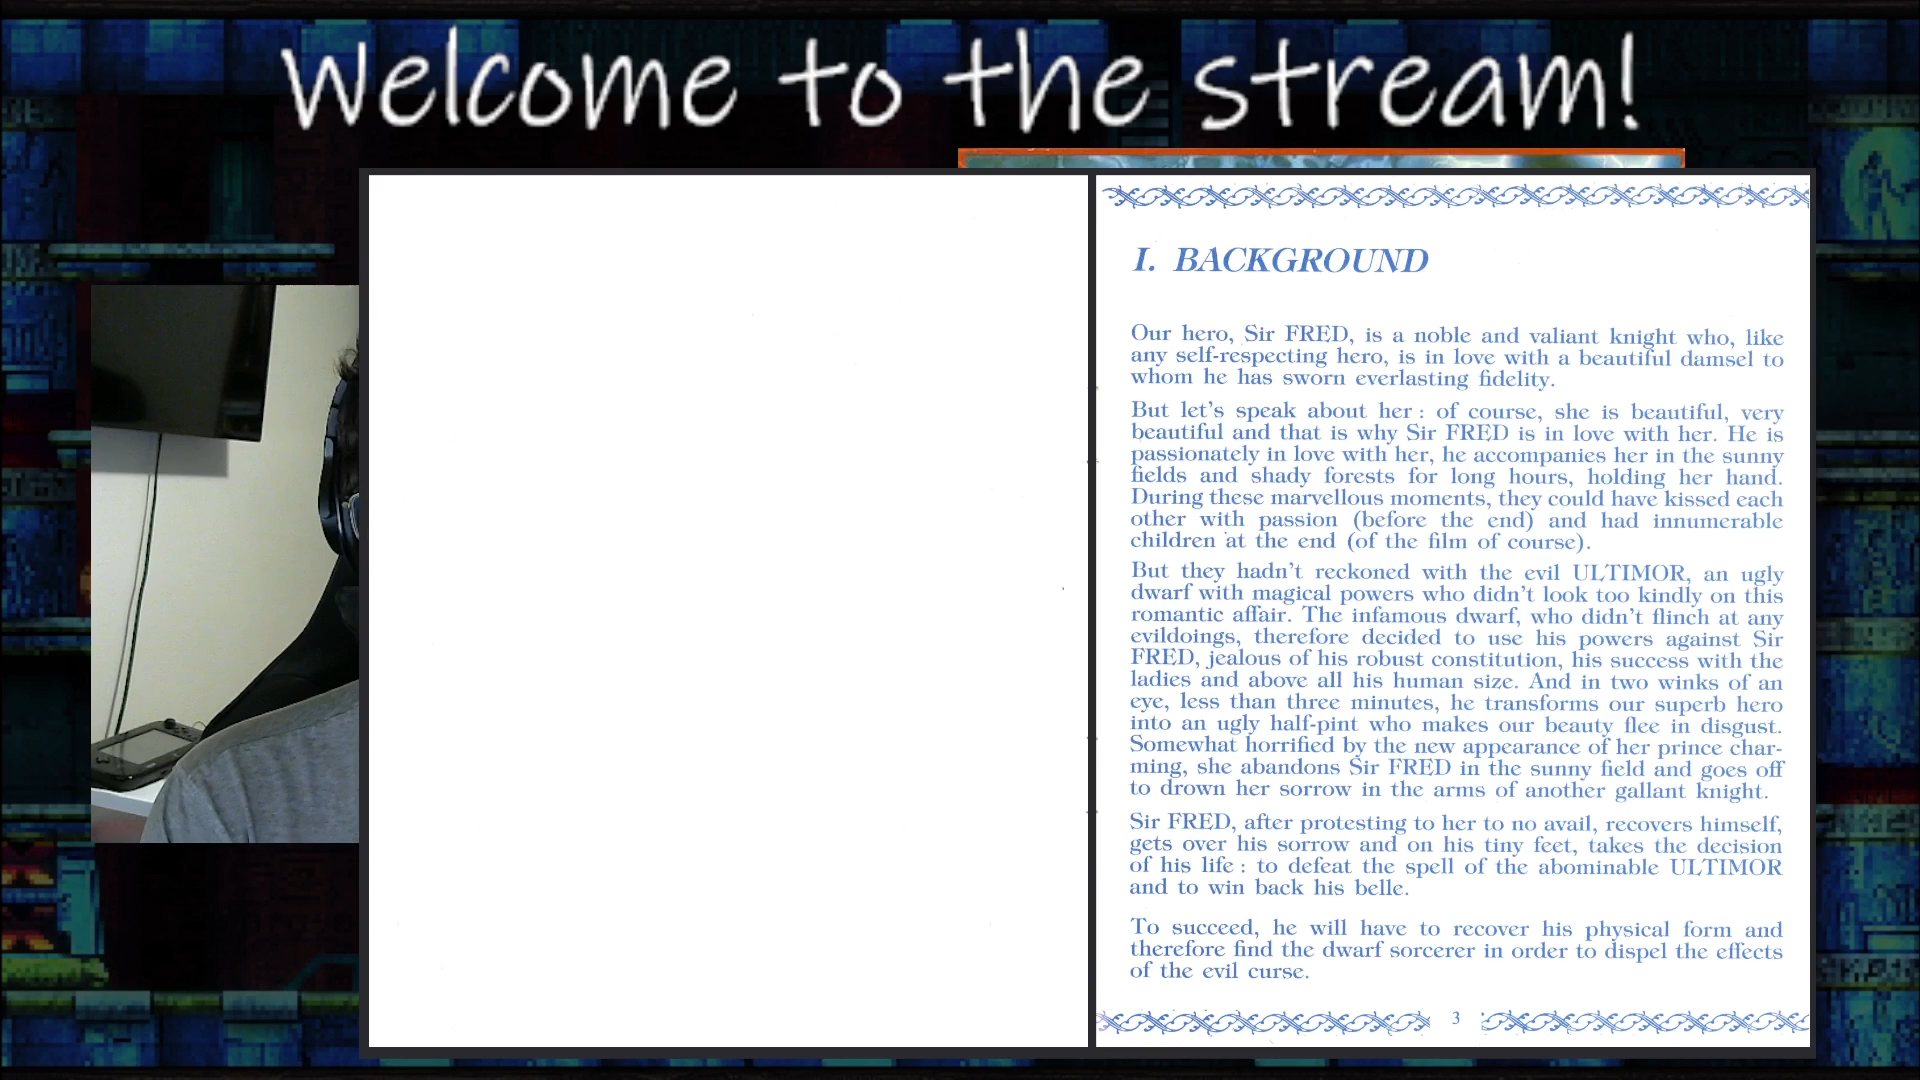 Welcome to the stream!
I. BACKGROUND
Our hero, Sir FRED, is a noble and valiant knight who, like
any self-respecting hero, is in love with a beautiful damsel to
whom he has sworn everlasting fidelity.
But let's speak about her : of course, she is beautiful, very
beautiful and that is why Sir FRED is in love with her. He is
passionately in love with her, he accompanies her in the sunny
fields and shady forests for long hours, holding her hand.
During these marvellous moments, they could have kissed each
other with passion (before the end) and had innumerable
children at the end (of the film of course).
But they hadn't reckoned with the evil ULTIMOR, an ugly
dwarf with magical powers who didn't look too kindly on this
romantic affair. The infamous dwarf, who didn't flinch at any
evildoings, therefore decided to use his powers against Sir
FRED, jealous of his robust constitution, his success with the
ladies and above all his human size. And in two winks of an
eye, less than three minutes, he transforms our superb hero
into an ugly half-pint who makes our beauty flee in disgust.
Somewhat horrified by the new appearance of her prince char-
ming, she abandons Sir FRED in the sunny field and goes off
to drown her sorrow in the arms of another gallant knight.
Sir FRED, after protesting to her to no avail, recovers himself,
gets over his sorrow and on his tiny feet, takes the decision
of his life : to defeat the spell of the abominable ULTIMOR
and to win back his belle.
To succeed, he will have to recover his physical form and
therefore find the dwarf sorcerer in order to dispel the effects
of the evil curse.
3